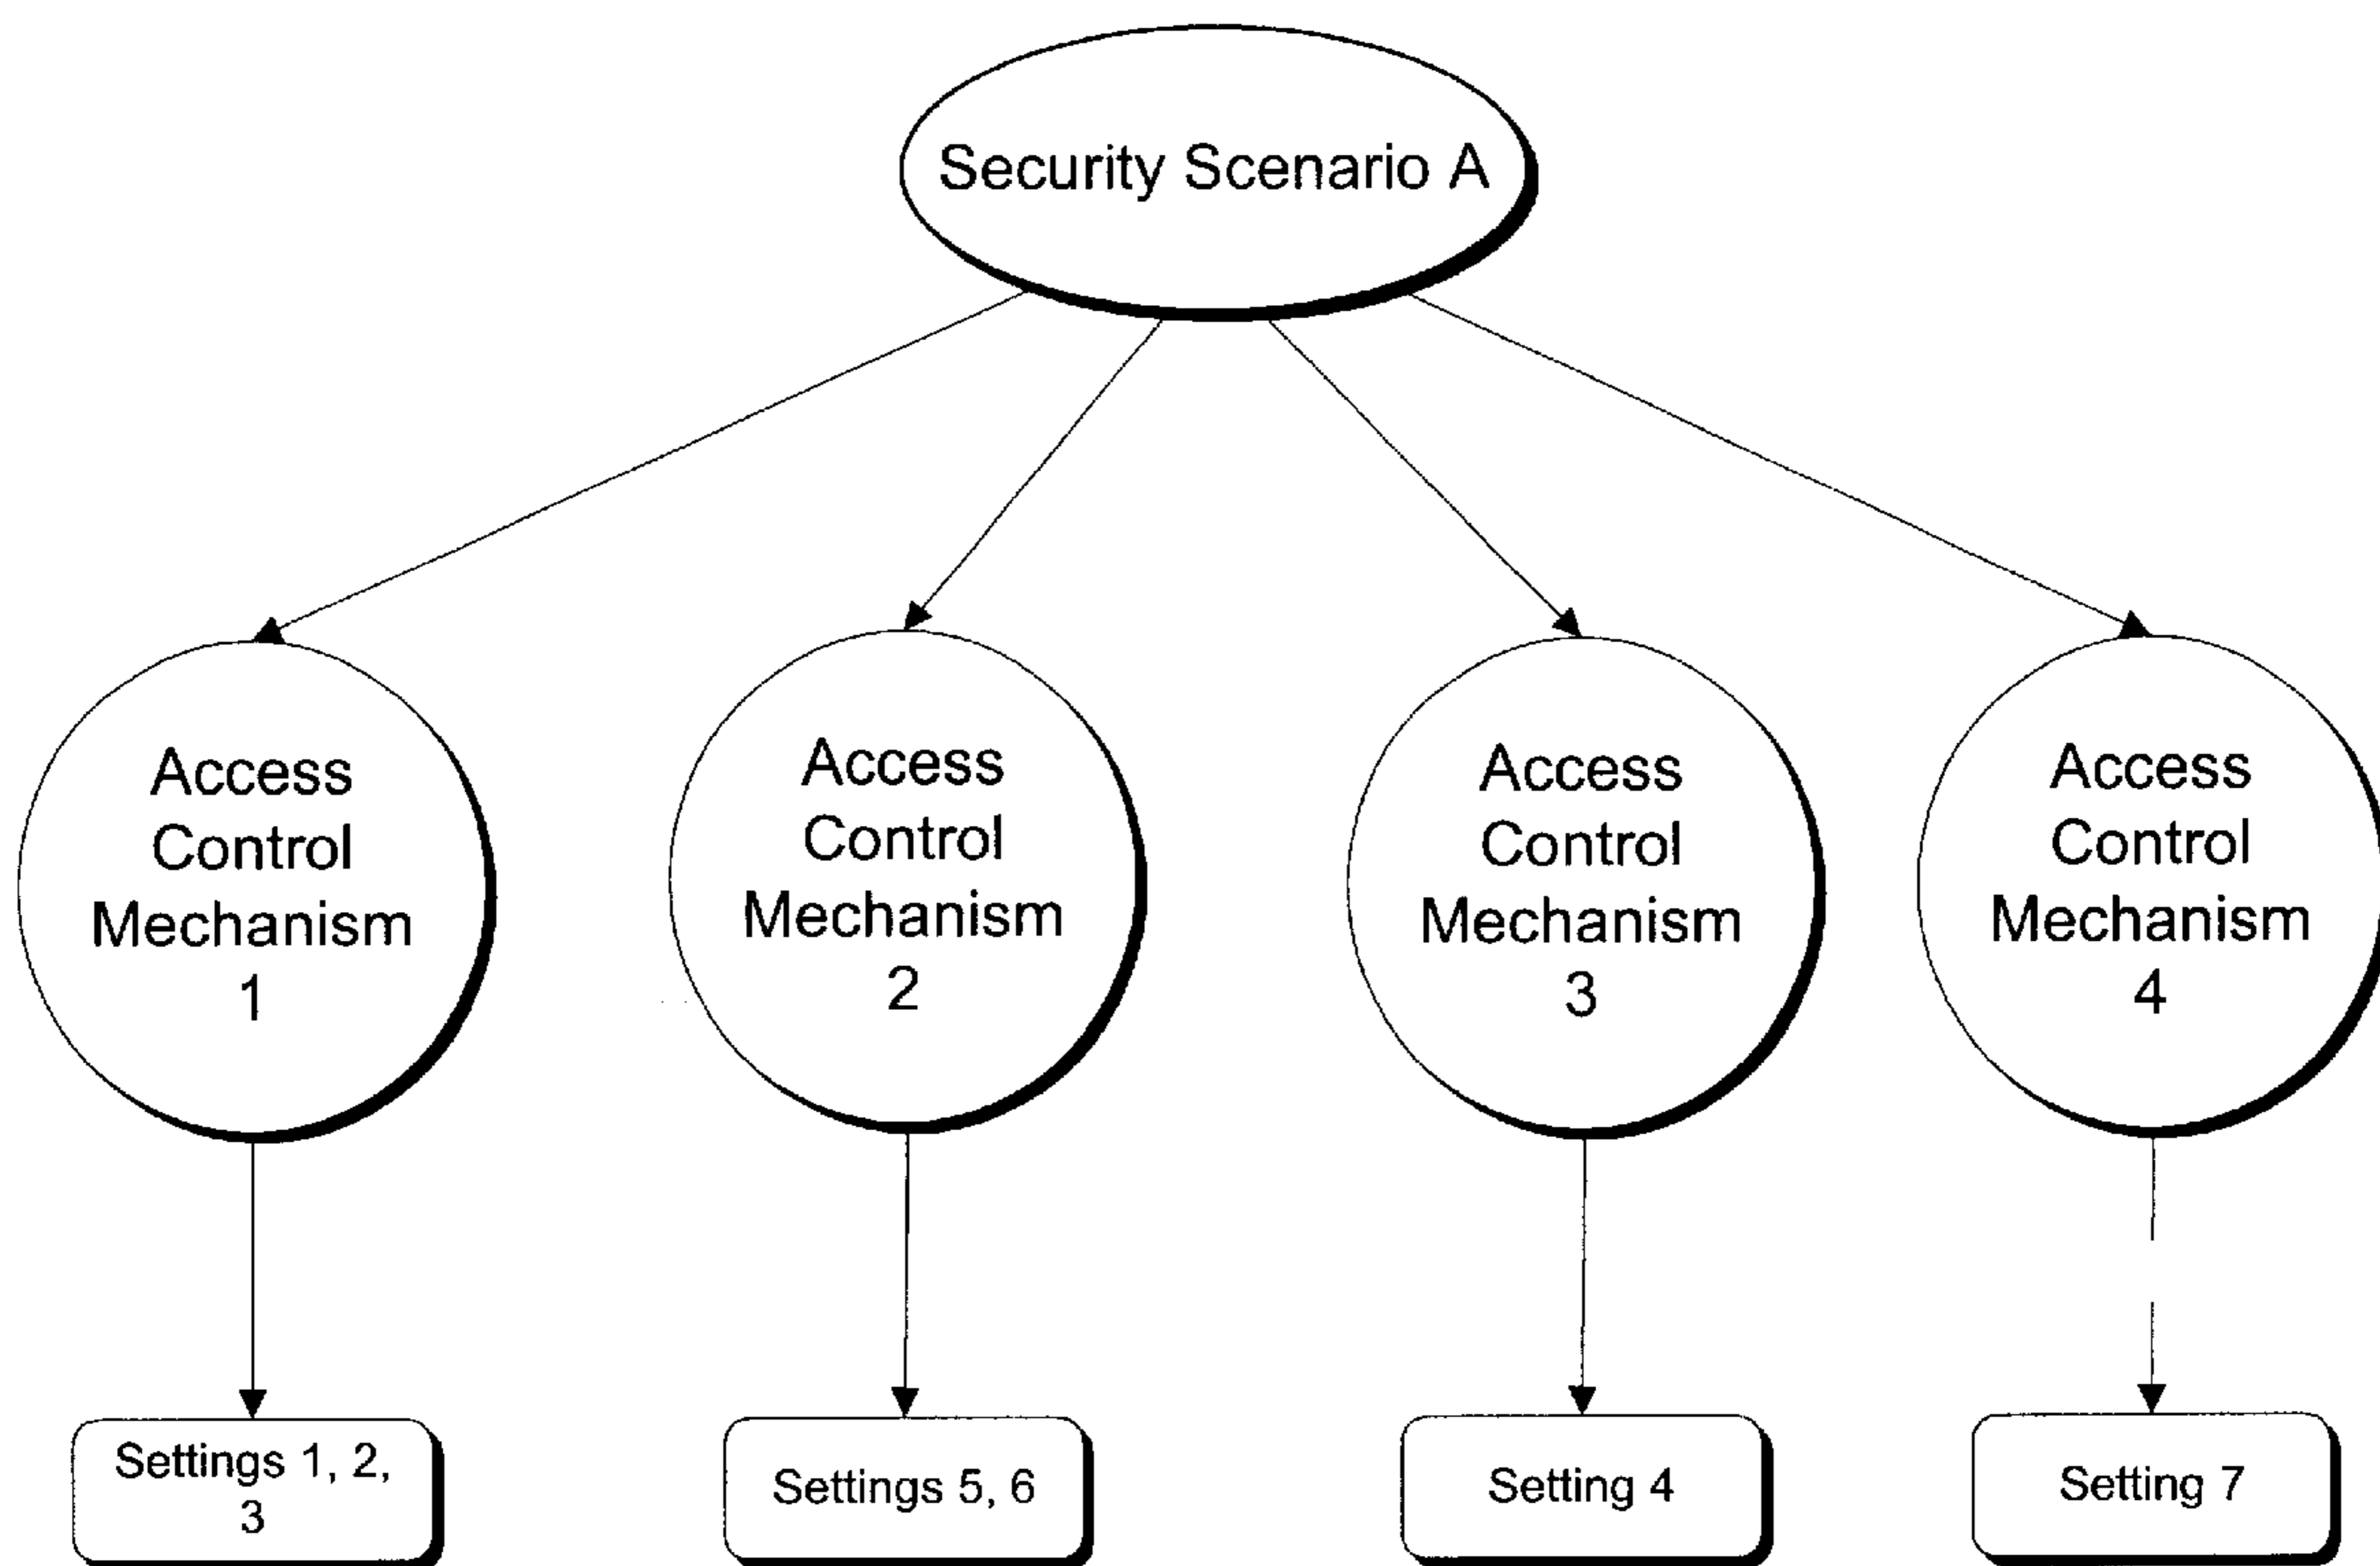 Security Scenario A
Access
Control
Mechanism
1
Access
Control
Mechanism
2
Access
Control
Mechanism
3
Access
Control
Mechanism
4
Settings 1, 2,
3
Settings 5, 6
Setting 4
Setting 7